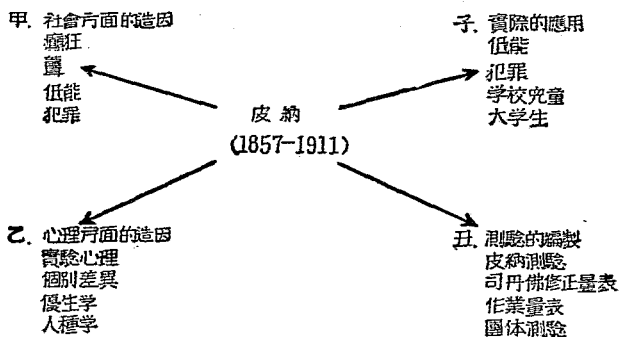 甲. 社會方面的造因
癲狂
聾
低能
犯罪
子. 實際的應用
低能
犯罪
学校兒童
大学生
皮納
(1857-1911)
乙. 心理方面的造因
實驗心理
個別差異
優生学
人種学
丑. 測驗的編製
皮納測驗
司丹佛修正量表
作業量表
團体測驗